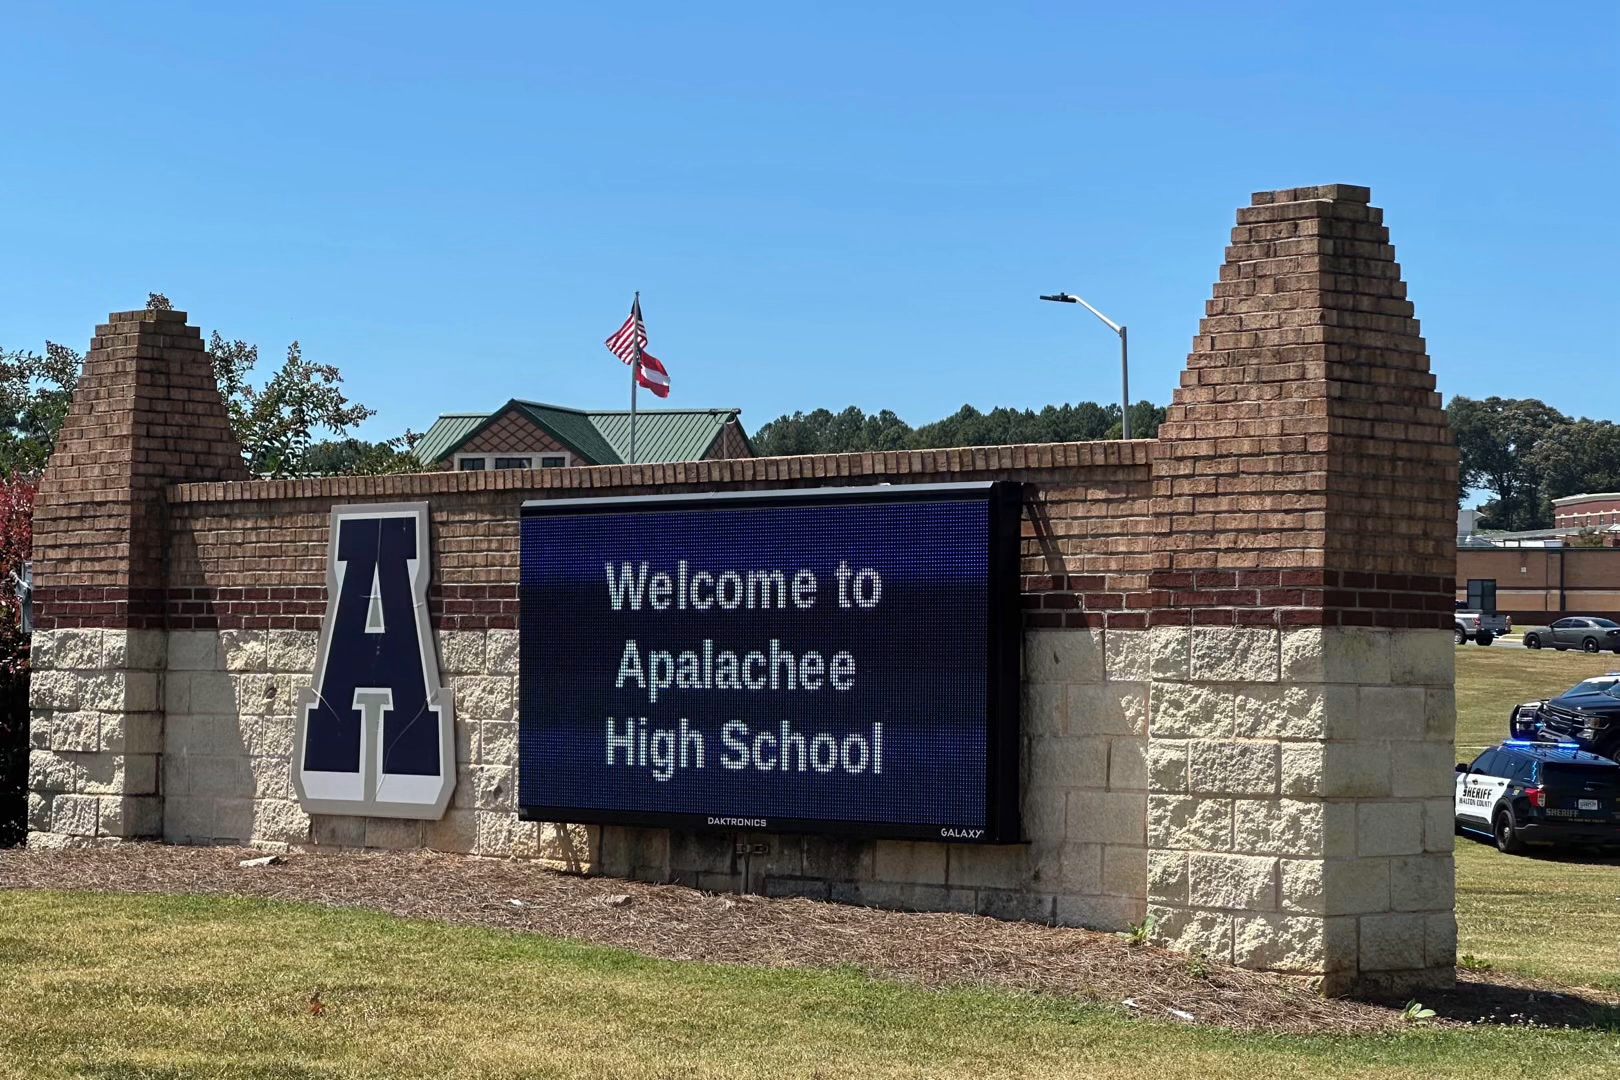 A
Welcome to
Apalachee
High School
DAKTRONICS
GALAXY
SHERIFF
WALTON COUNTY
SHERIFF